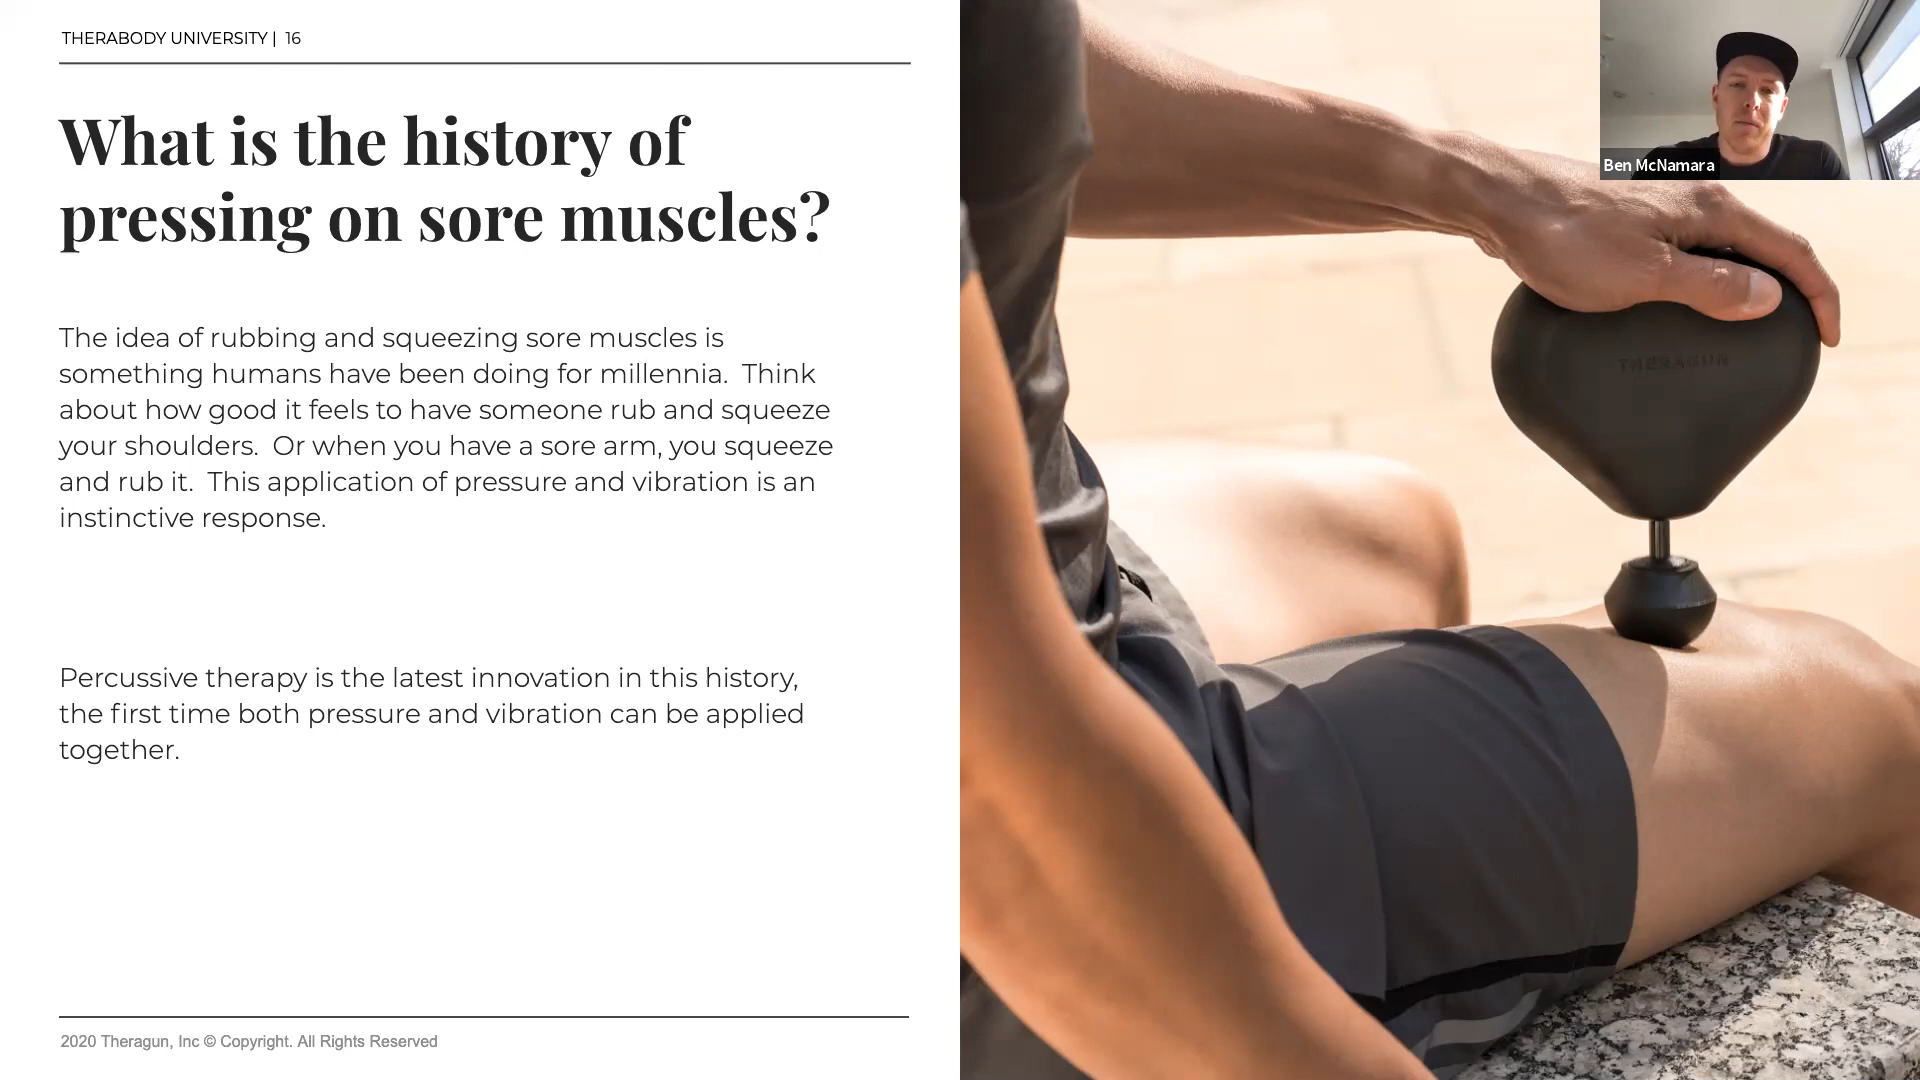 THERABODY UNIVERSITY | 16
What is the history of
pressing on sore muscles?
The idea of rubbing and squeezing sore muscles is
something humans have been doing for millennia.  Think
about how good it feels to have someone rub and squeeze
your shoulders.  Or when you have a sore arm, you squeeze
and rub it.  This application of pressure and vibration is an
instinctive response.
Percussive therapy is the latest innovation in this history,
the first time both pressure and vibration can be applied
together.
2020 Theragun, Inc © Copyright. All Rights Reserved
THERAGUN
Ben McNamara